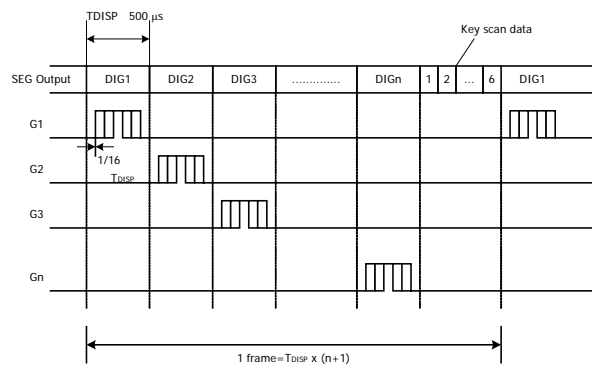 TDISP 500 μs
Key scan data
SEG Output DIG1 DIG2 DIG3 ............. DIGn 1 2 ... 6 DIG1
G1
1/16
TDISP
G2
G3
Gn
1 frame=TDISP x (n+1)